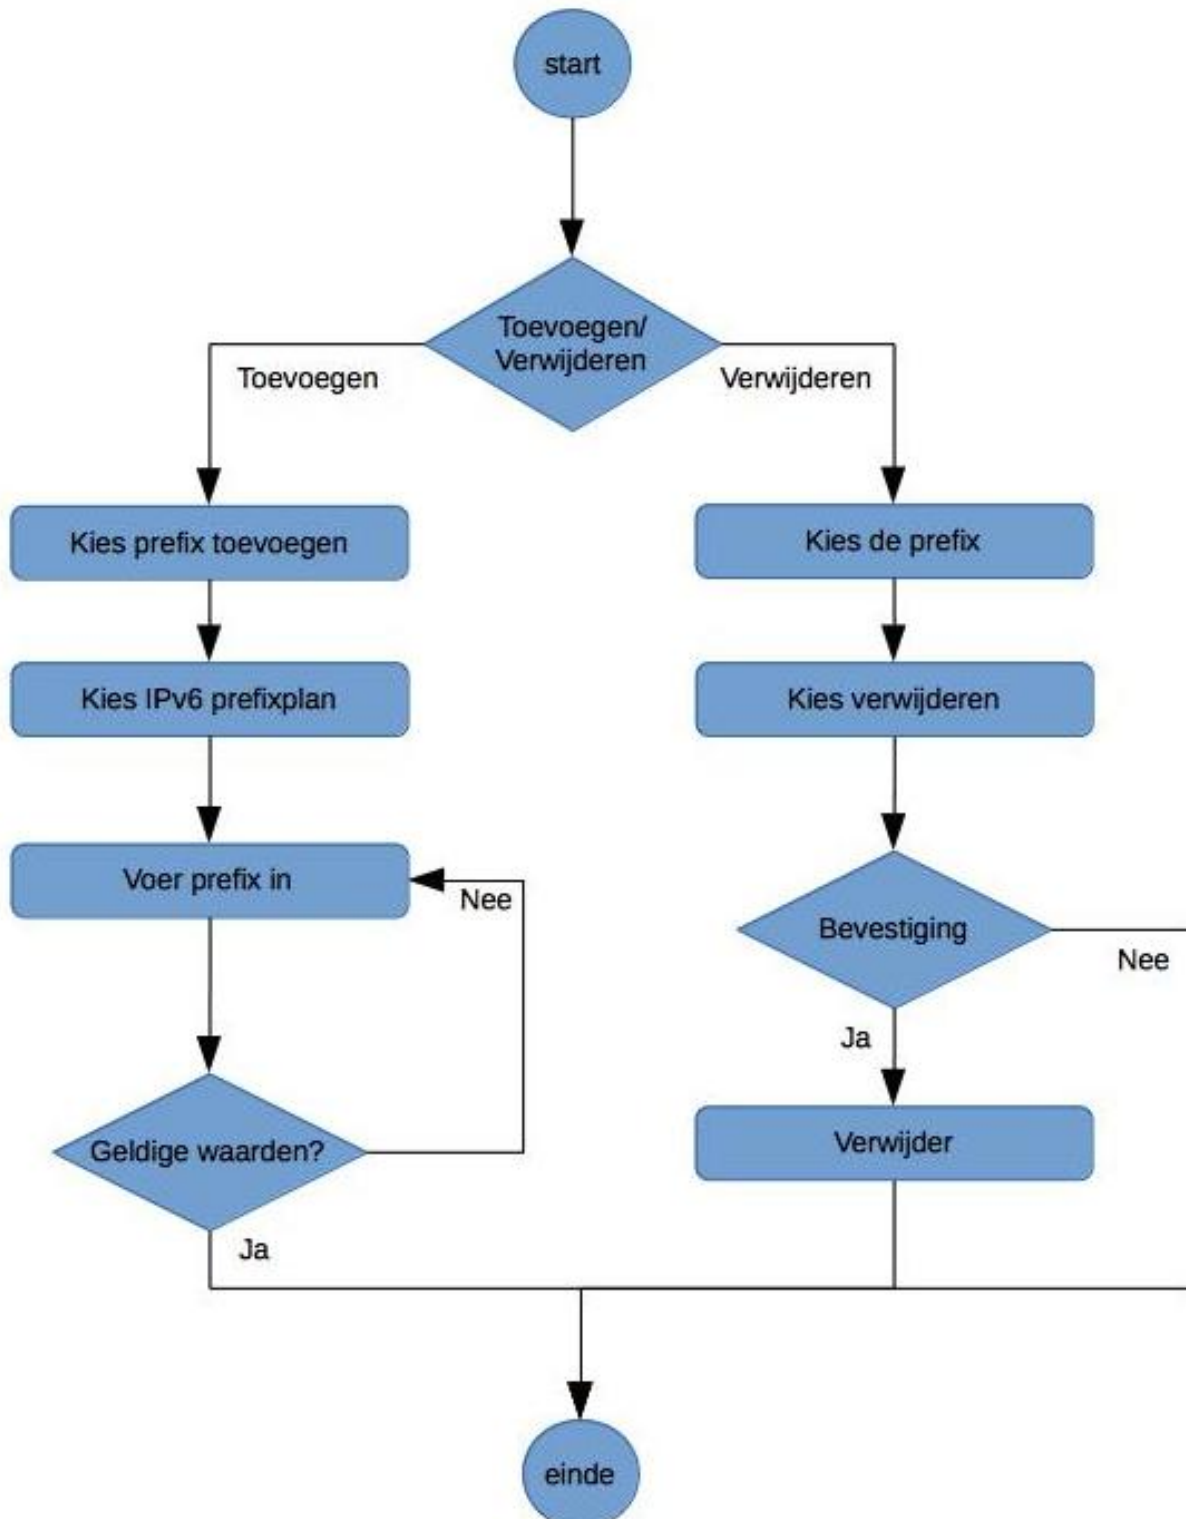 start
Toevoegen/
Verwijderen
Toevoegen
Verwijderen
Kies prefix toevoegen
Kies de prefix
Kies IPv6 prefixplan
Kies verwijderen
Voer prefix in
Nee
Bevestiging
Nee
Ja
Geldige waarden?
Verwijder
Ja
einde